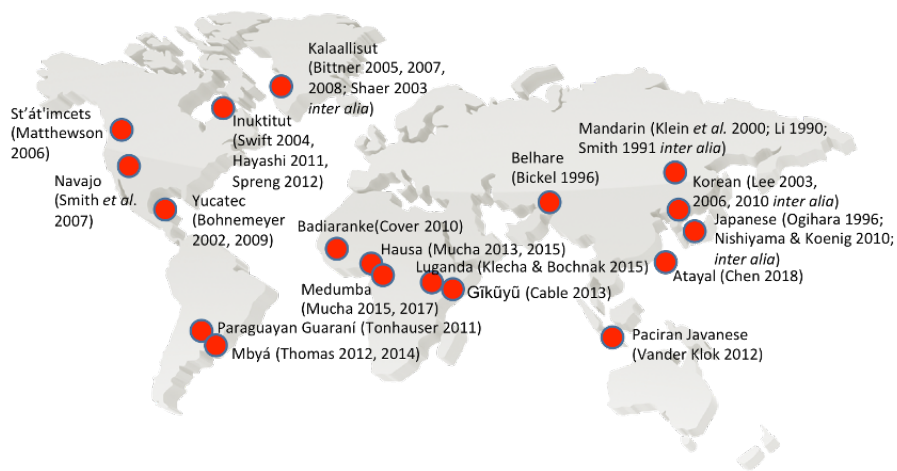 Kalaallisut
(Bittner 2005, 2007,
2008; Shaer 2003
inter alia)
St'át'imcets
(Matthewson
2006)
Inuktitut
(Swift 2004,
Hayashi 2011,
Spreng 2012)
Navajo
(Smith et al.
2007)
Yucatec
(Bohnemeyer
2002, 2009)
Mandarin (Klein et al. 2000; Li 1990;
Smith 1991 inter alia)
Belhare
(Bickel 1996)
Korean (Lee 2003,
2006, 2010 inter alia)
Japanese (Ogihara 1996;
Nishiyama & Koenig 2010;
inter alia)
Atayal (Chen 2018)
Badiaranke(Cover 2010)
Hausa (Mucha 2013, 2015)
Luganda (Klecha & Bochnak 2015)
Medumba
(Mucha 2015, 2017)
Gĩkũyũ (Cable 2013)
Paraguayan Guaraní (Tonhauser 2011)
Mbyá (Thomas 2012, 2014)
Paciran Javanese
(Vander Klok 2012)